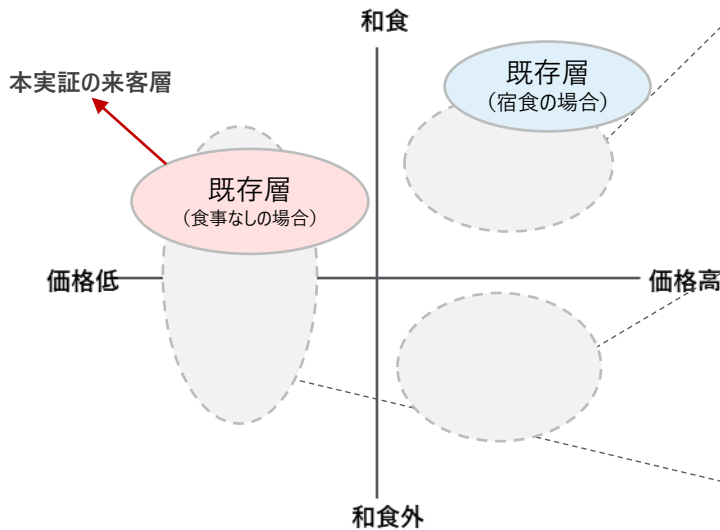 和食
既存層
（宿食の場合）
本実証の来客層
既存層
（食事なしの場合）
価格低
価格高
和食外